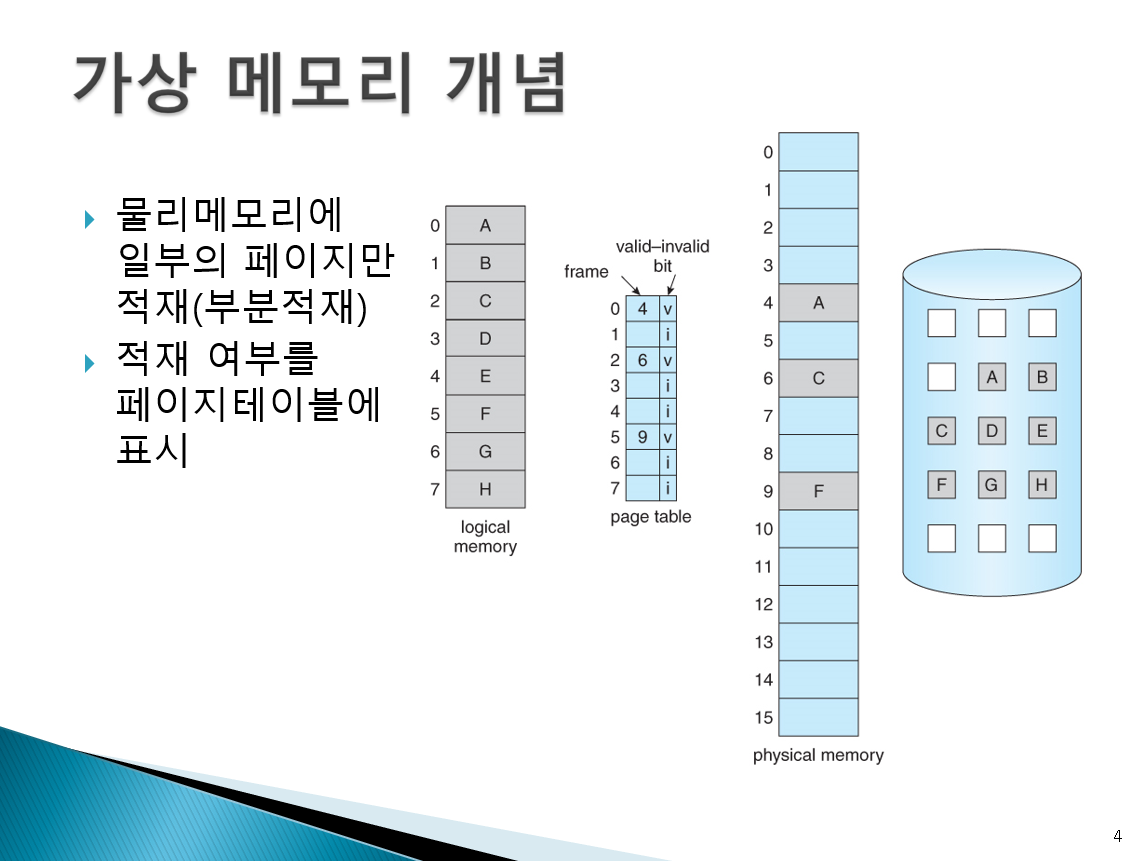 가상 메모리 개념
물리메모리에
일부의 페이지만
적재(부분적재)
적재 여부를
페이지테이블에
표시
0 A
1 B
2 C
3 D
4 E
5 F
6 G
7 H
logical
memory
valid–invalid
bit
frame
0 4 v
1 i
2 6 v
3 i
4 i
5 9 v
6 i
7 i
page table
0
1
2
3
4 A
5
6 C
7
8
9 F
10
11
12
13
14
15
physical memory
A B
C D E
F G H
4